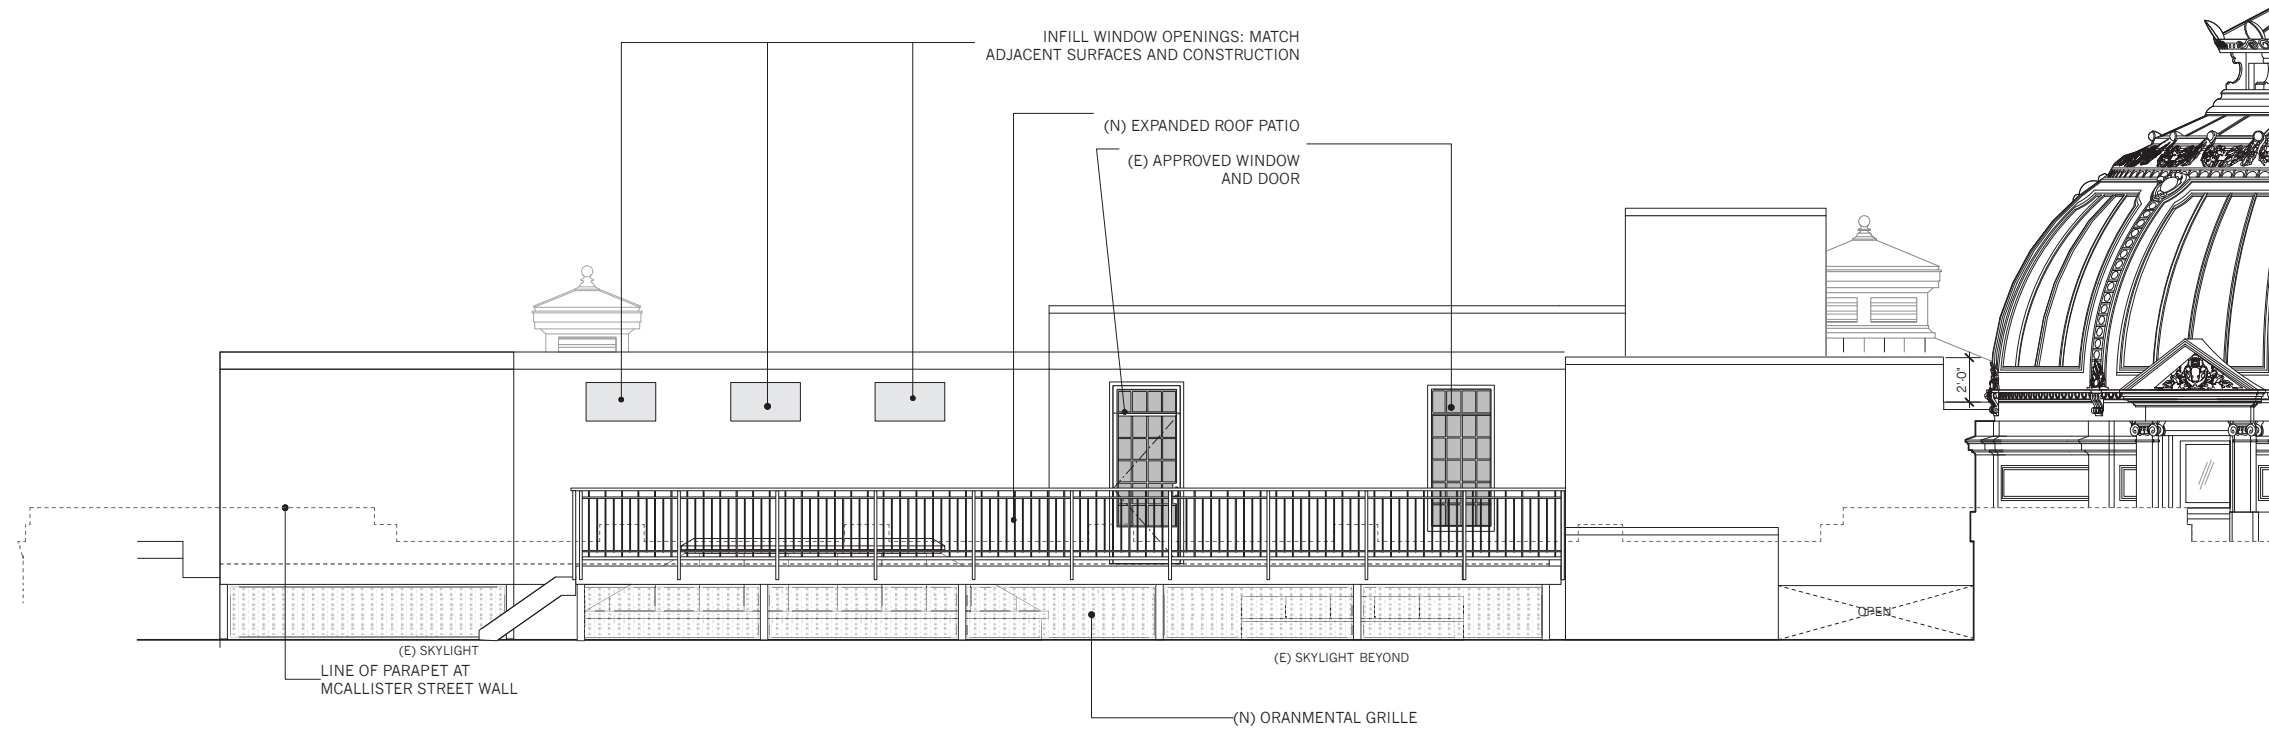 INFILL WINDOW OPENINGS: MATCH
ADJACENT SURFACES AND CONSTRUCTION
(N) EXPANDED ROOF PATIO
(E) APPROVED WINDOW
AND DOOR
2'-0"
OPEN
(E) SKYLIGHT
(E) SKYLIGHT BEYOND
LINE OF PARAPET AT
MCALLISTER STREET WALL
(N) ORANMENTAL GRILLE